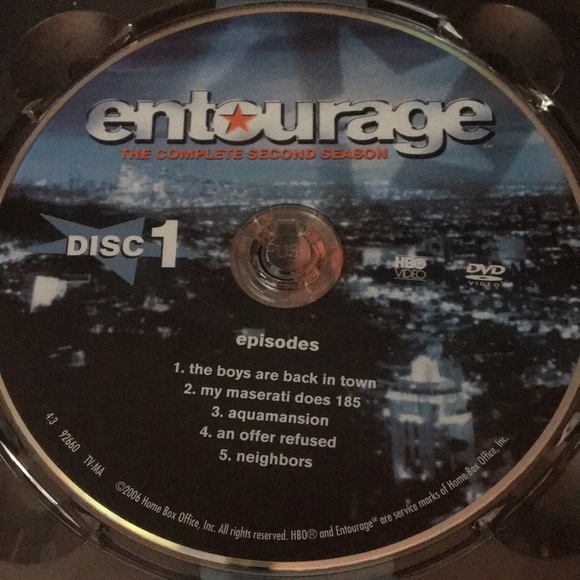 entourage
THE COMPLETE SECOND SEASON
™
DISC 1
PUSH
HBO
VIDEO
DVD
VIDEO
episodes
1. the boys are back in town
2. my maserati does 185
3. aquamansion
4. an offer refused
5. neighbors
4:3 92660 TV-MA
©2006 Home Box Office, Inc. All rights reserved. HBO® and Entourage℠ are service marks of Home Box Office, Inc.